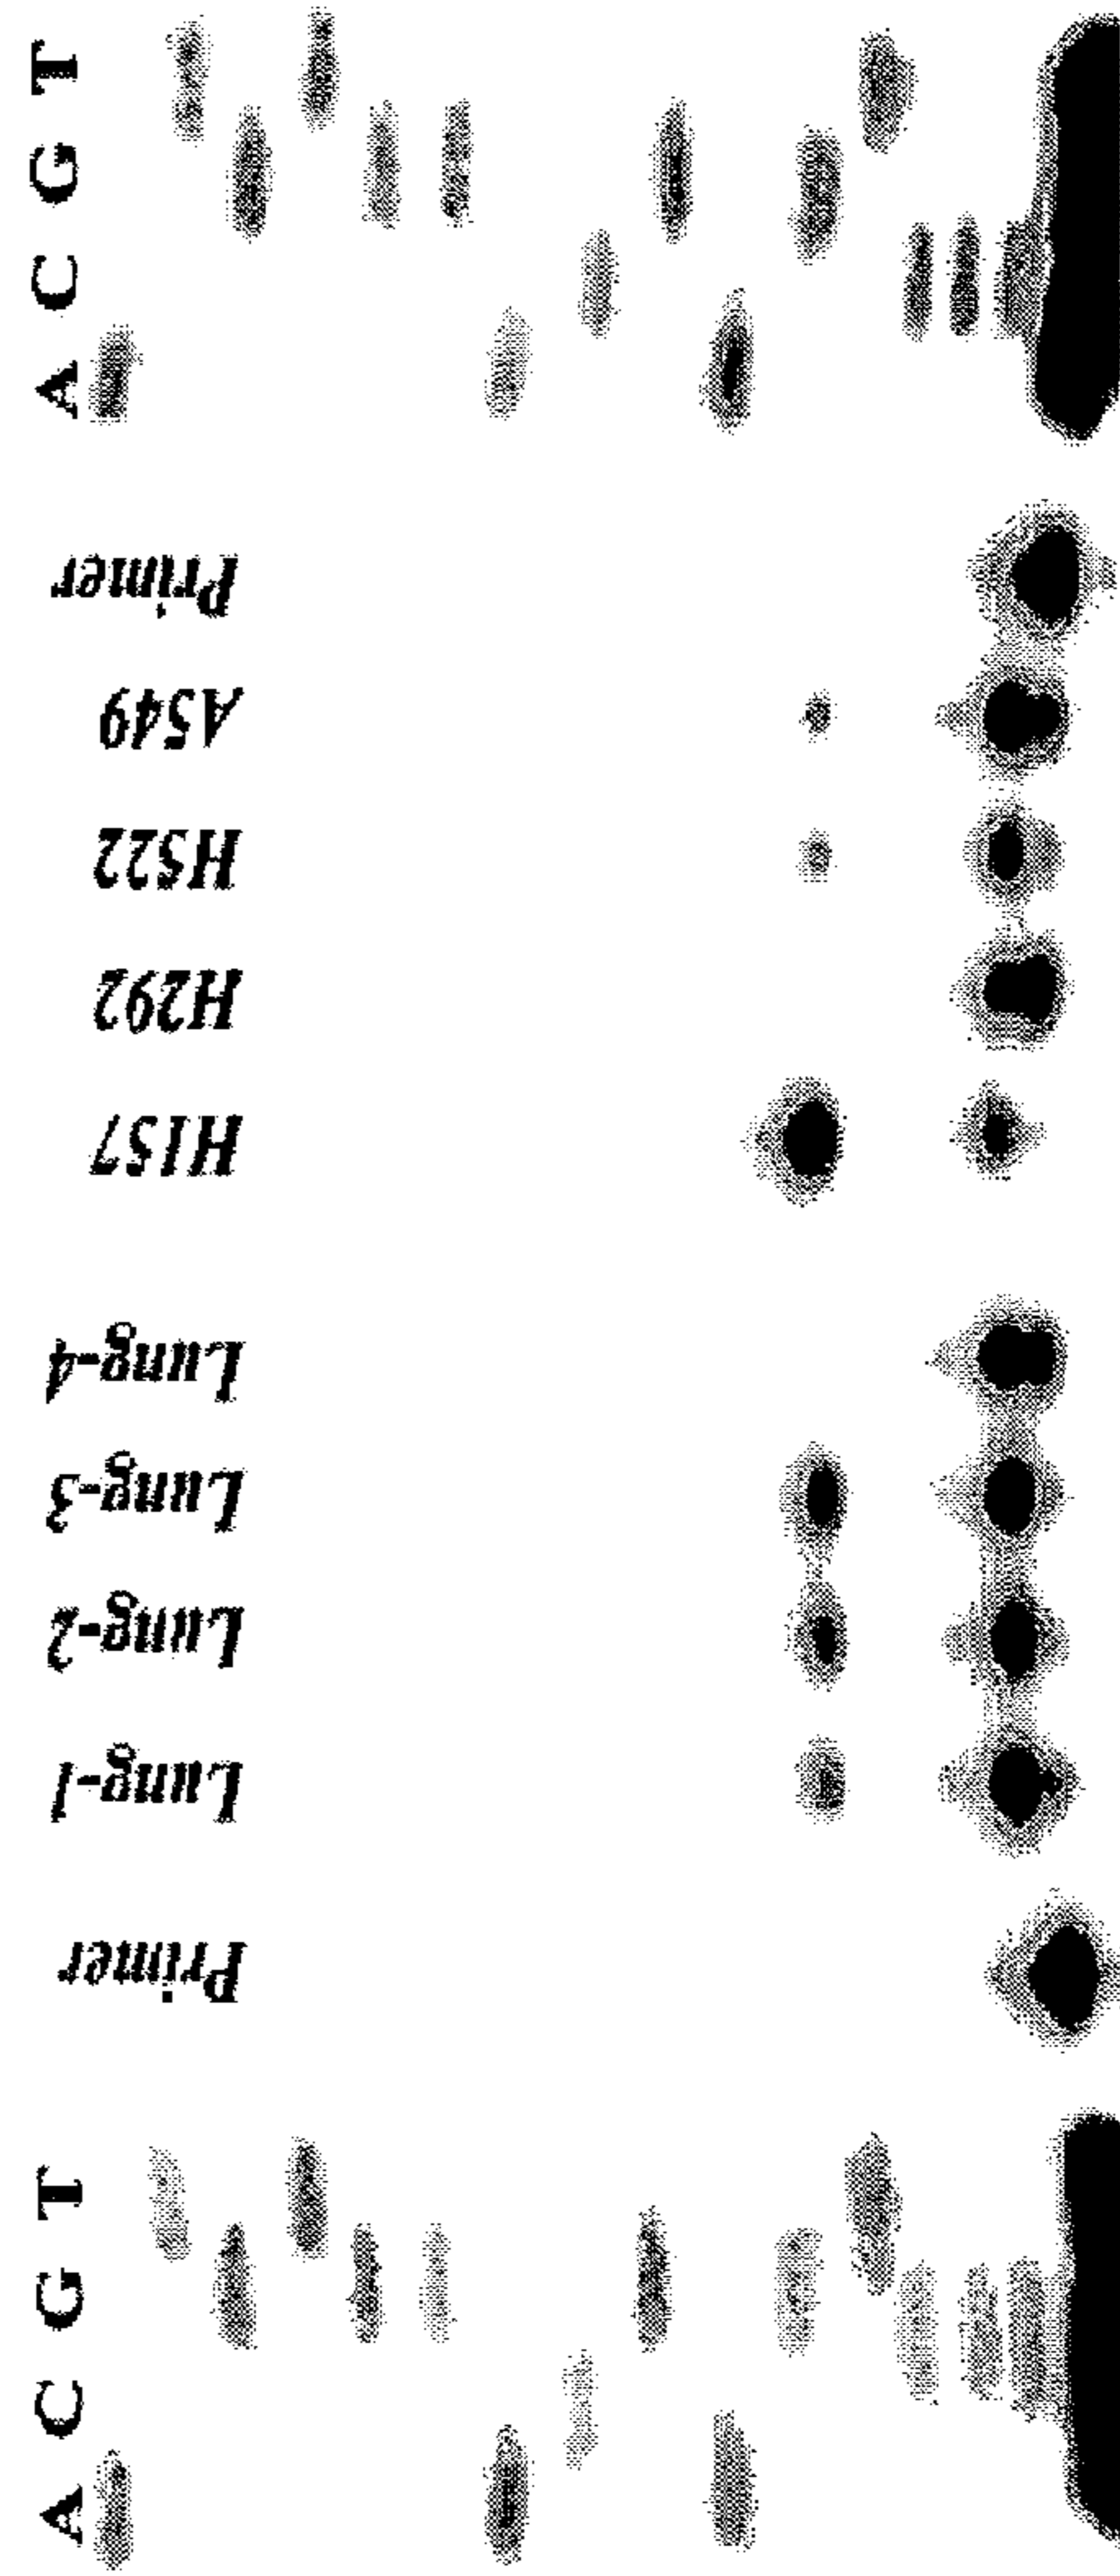 A C G T
Primer
Lung-1
Lung-2
Lung-3
Lung-4
H157
H292
H522
A549
Primer
A C G T